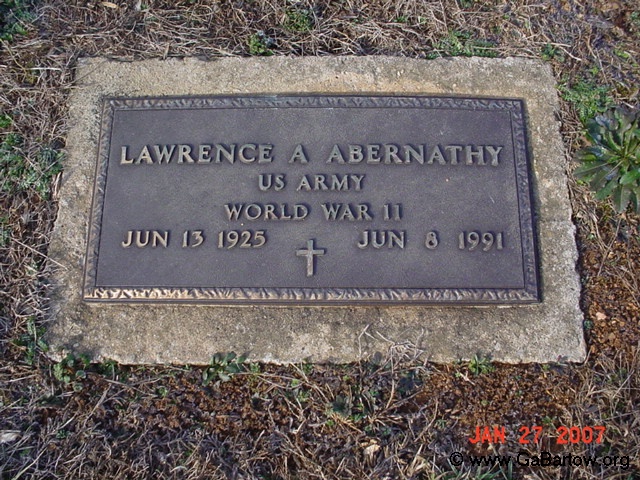 LAWRENCE A ABERNATHY
US ARMY
WORLD WAR II
JUN 13 1925 JUN 8 1991
JAN 27 2007
© www.GaBartow.org